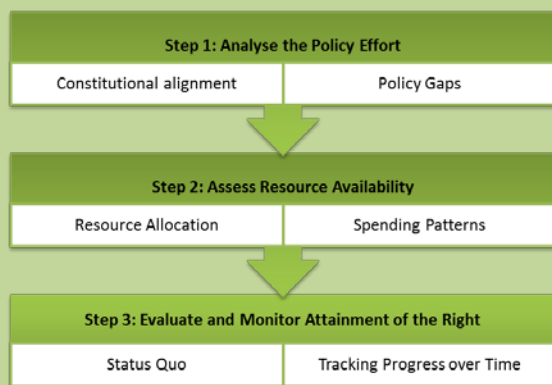 Step 1: Analyse the Policy Effort
Constitutional alignment
Policy Gaps
Step 2: Assess Resource Availability
Resource Allocation
Spending Patterns
Step 3: Evaluate and Monitor Attainment of the Right
Status Quo
Tracking Progress over Time